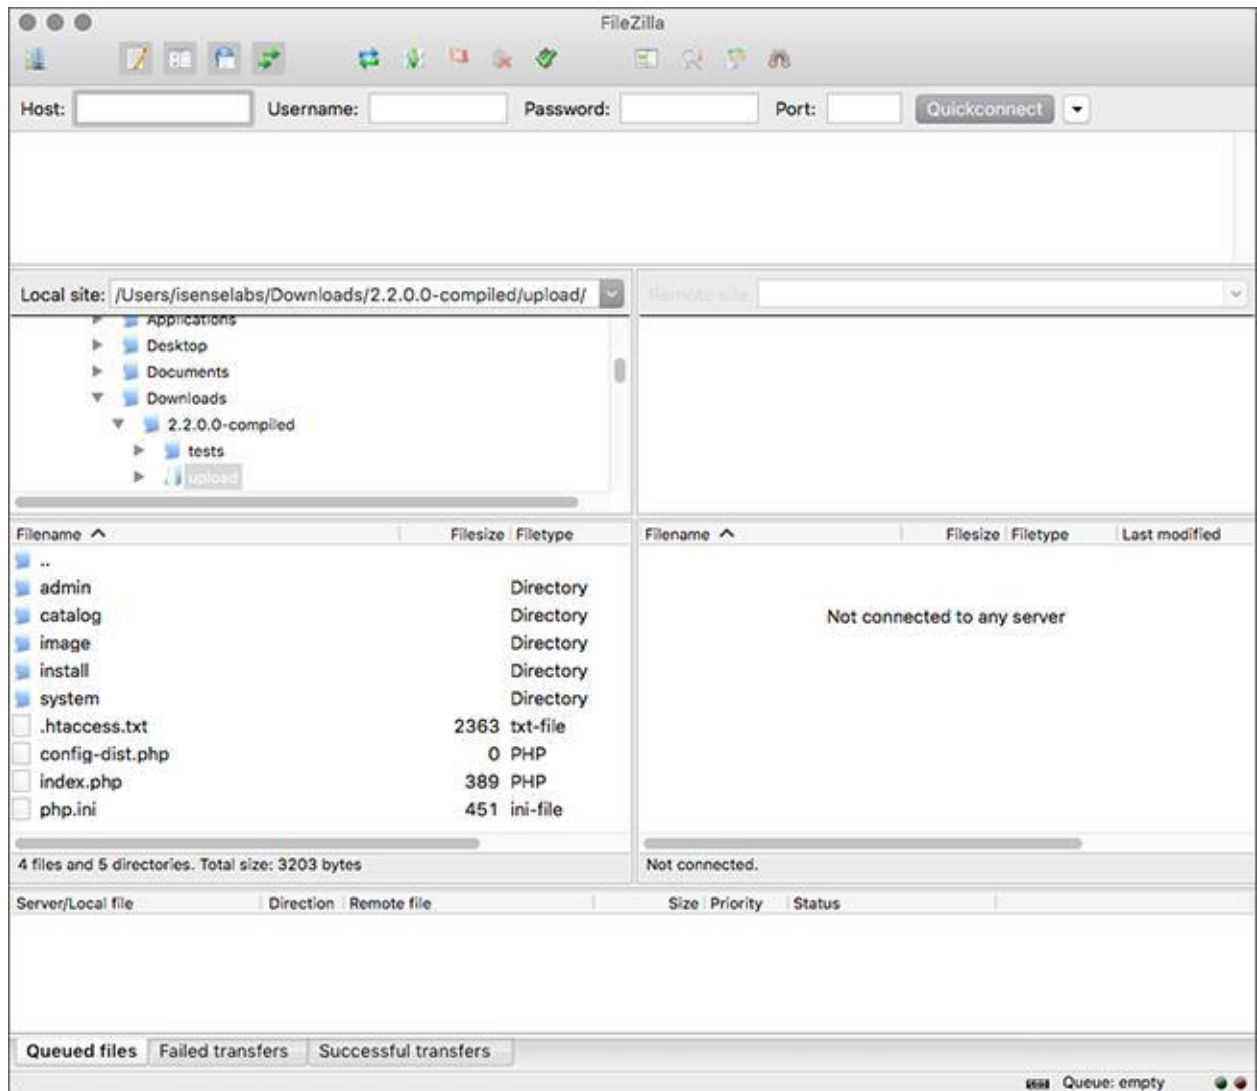 FileZilla
Host: Username: Password: Port: Quickconnect
Local site: /Users/isenselabs/Downloads/2.2.0.0-compiled/upload/ Remote site:
Applications
Desktop
Documents
Downloads
2.2.0.0-compiled
tests
upload
Filename Filesize Filetype
..
admin Directory
catalog Directory
image Directory
install Directory
system Directory
.htaccess.txt 2363 txt-file
config-dist.php 0 PHP
index.php 389 PHP
php.ini 451 ini-file
4 files and 5 directories. Total size: 3203 bytes
Filename Filesize Filetype Last modified
Not connected to any server
Not connected.
Server/Local file Direction Remote file Size Priority Status
Queued files Failed transfers Successful transfers
Queue: empty